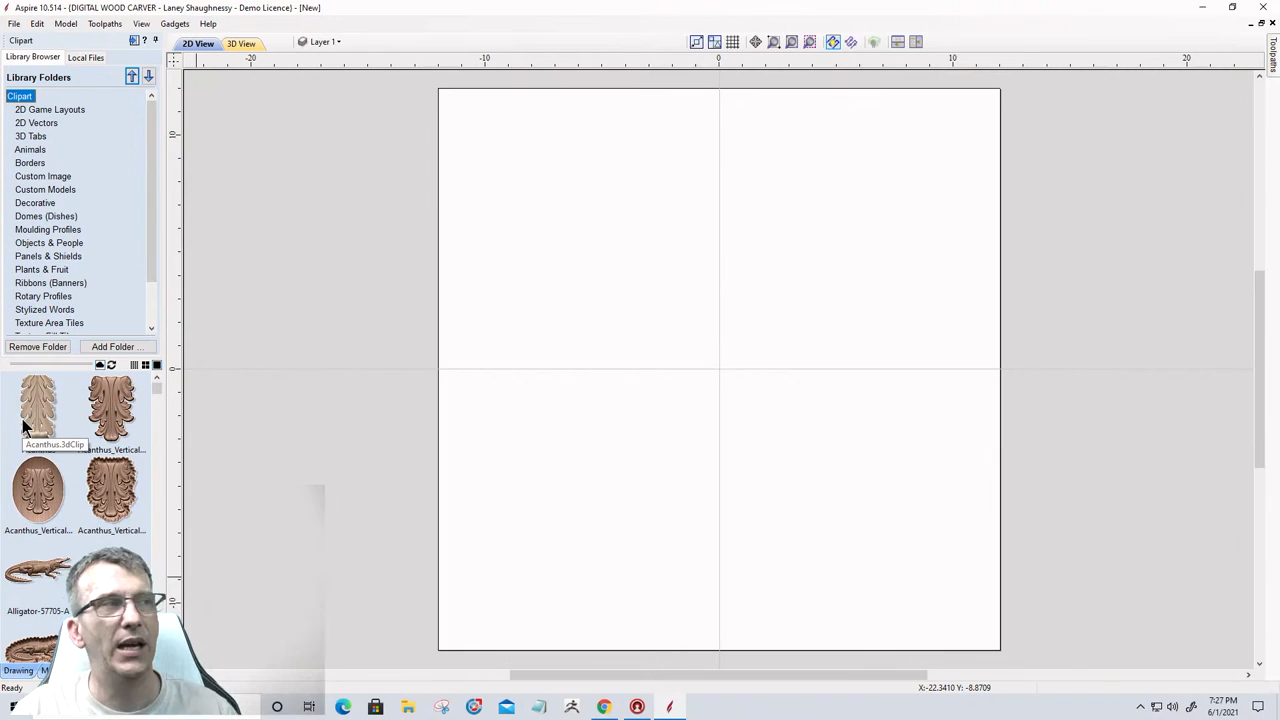 Aspire 10.514 - {DIGITAL WOOD CARVER - Laney Shaughnessy - Demo Licence} - [New]
File Edit Model Toolpaths View Gadgets Help
Clipart
2D View 3D View Layer 1
Library Browser Local Files
-20 -10 0 10 20
Library Folders
Clipart
2D Game Layouts
2D Vectors
3D Tabs
Animals
Borders
Custom Image
Custom Models
Decorative
Domes (Dishes)
Moulding Profiles
Objects & People
Panels & Shields
Plants & Fruit
Ribbons (Banners)
Rotary Profiles
Stylized Words
Texture Area Tiles
Remove Folder Add Folder ...
10
0
Toolpaths
Acanthus.3dClip
Acanthus_Vertical...
Acanthus_Vertical... Acanthus_Vertical...
Alligator-57705-A
Drawing
Ready
X:-22.3410 Y: -8.8709
7:27 PM
6/1/2021